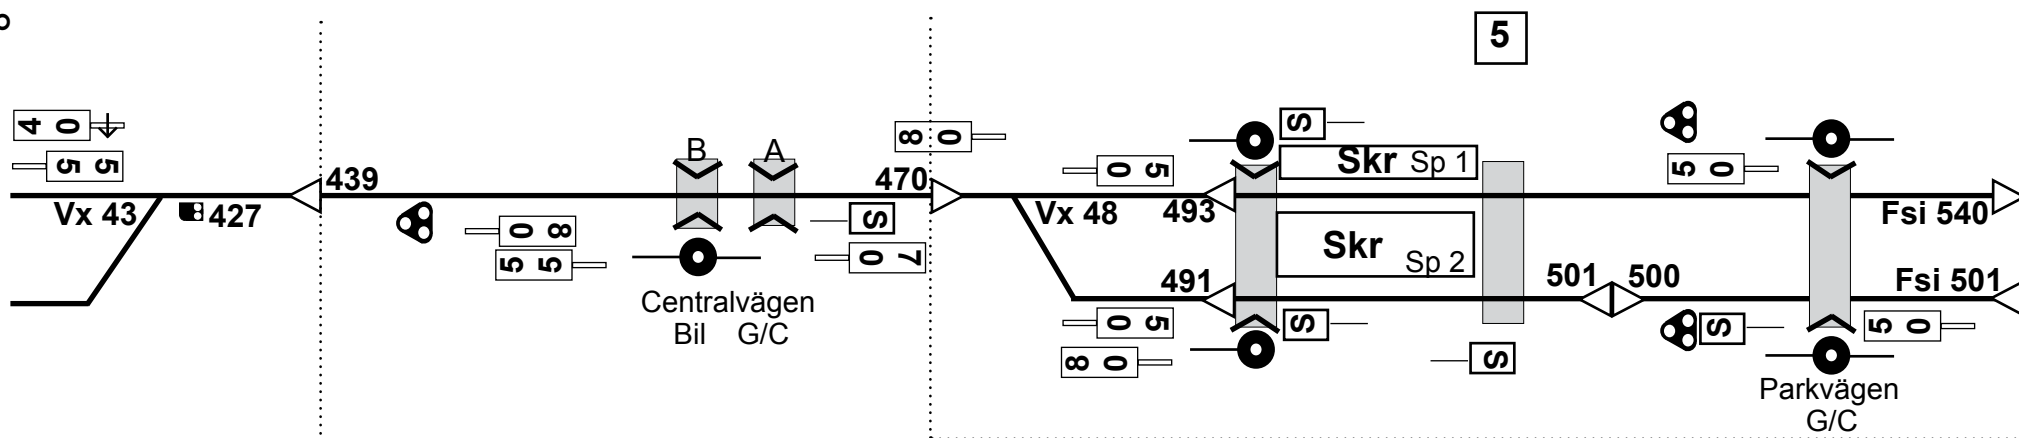 5
40
55
439
Vx 43
427
B
A
80
55
S
70
Centralvägen
Bil G/C
470
80
50
Vx 48
493
S
Skr Sp 1
Skr Sp 2
491
50
80
S
S
501
500
50
S
Fsi 540
Fsi 501
50
Parkvägen
G/C